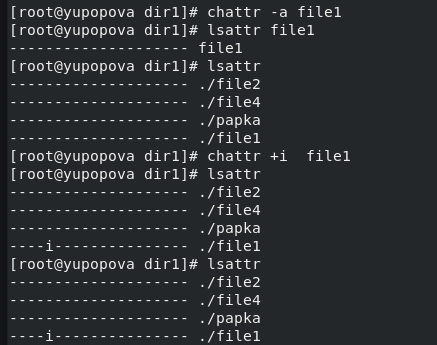 [root@yupopova dir1]# chattr -a file1
[root@yupopova dir1]# lsattr file1
-------------------- file1
[root@yupopova dir1]# lsattr
-------------------- ./file2
-------------------- ./file4
-------------------- ./papka
-------------------- ./file1
[root@yupopova dir1]# chattr +i  file1
[root@yupopova dir1]# lsattr
-------------------- ./file2
-------------------- ./file4
-------------------- ./papka
----i--------------- ./file1
[root@yupopova dir1]# lsattr
-------------------- ./file2
-------------------- ./file4
-------------------- ./papka
----i--------------- ./file1